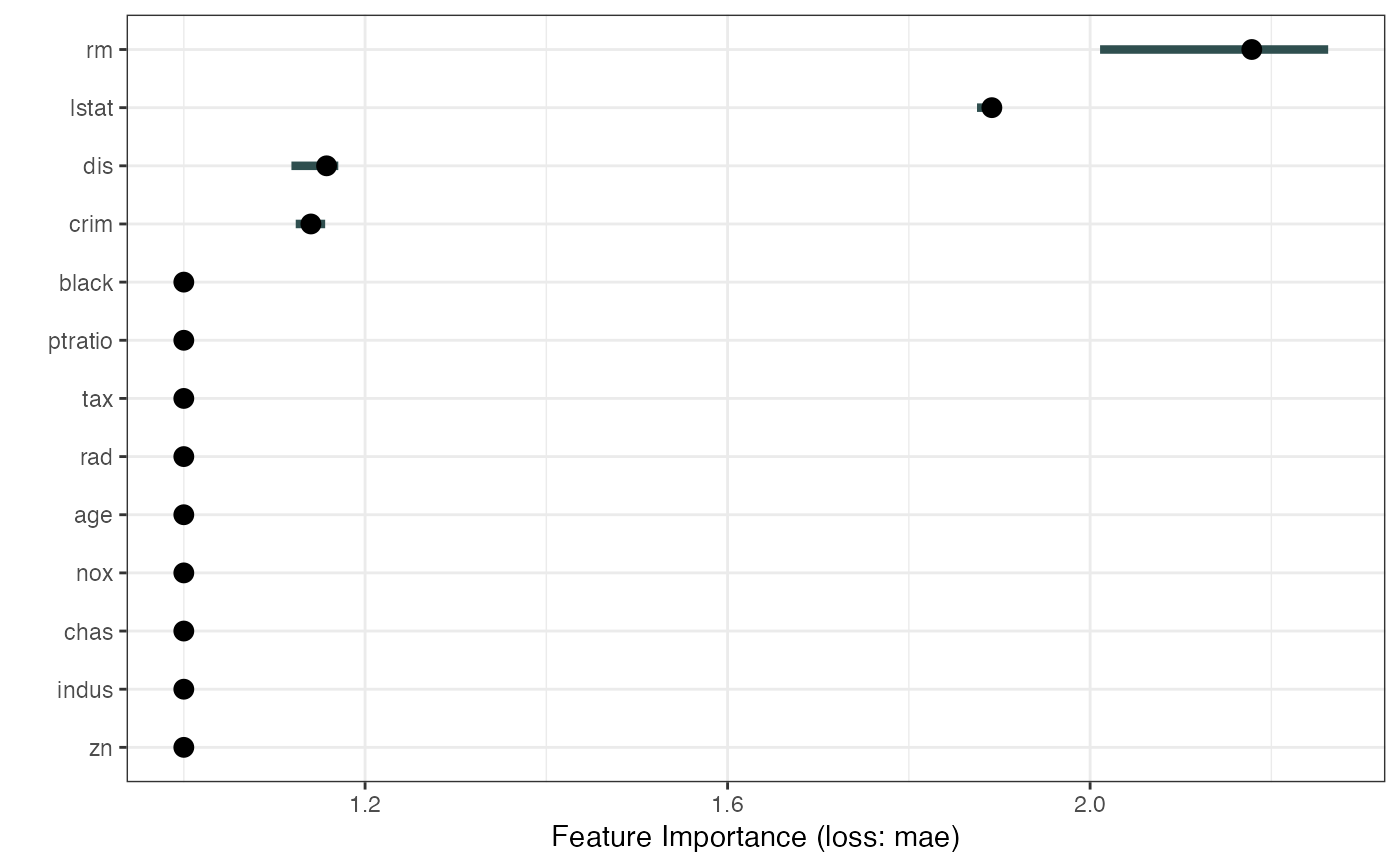 rm
lstat
dis
crim
black
ptratio
tax
rad
age
nox
chas
indus
zn
1.2 1.6 2.0
Feature Importance (loss: mae)